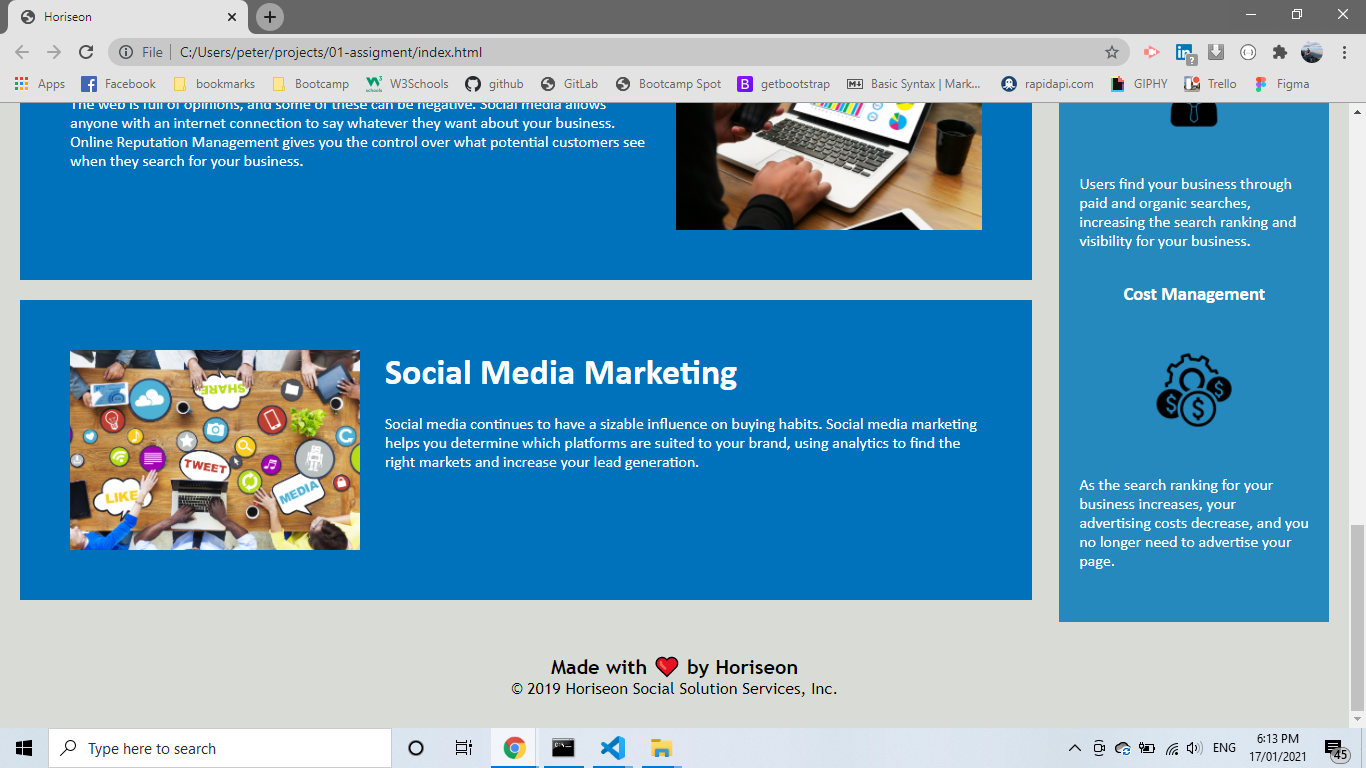 Horiseon
File
C:/Users/peter/projects/01-assigment/index.html
Apps
Facebook
bookmarks
Bootcamp
W3Schools
github
GitLab
Bootcamp Spot
getbootstrap
Basic Syntax | Mark...
rapidapi.com
GIPHY
Trello
Figma
The web is full of opinions, and some of these can be negative. Social media allows
anyone with an internet connection to say whatever they want about your business.
Online Reputation Management gives you the control over what potential customers see
when they search for your business.
Users find your business through
paid and organic searches,
increasing the search ranking and
visibility for your business.
Cost Management
As the search ranking for your
business increases, your
advertising costs decrease, and you
no longer need to advertise your
page.
SHARE
TWEET
LIKE
MEDIA
Social Media Marketing
Social media continues to have a sizable influence on buying habits. Social media marketing
helps you determine which platforms are suited to your brand, using analytics to find the
right markets and increase your lead generation.
Made with ❤️ by Horiseon
© 2019 Horiseon Social Solution Services, Inc.
Type here to search
ENG
6:13 PM
17/01/2021
45